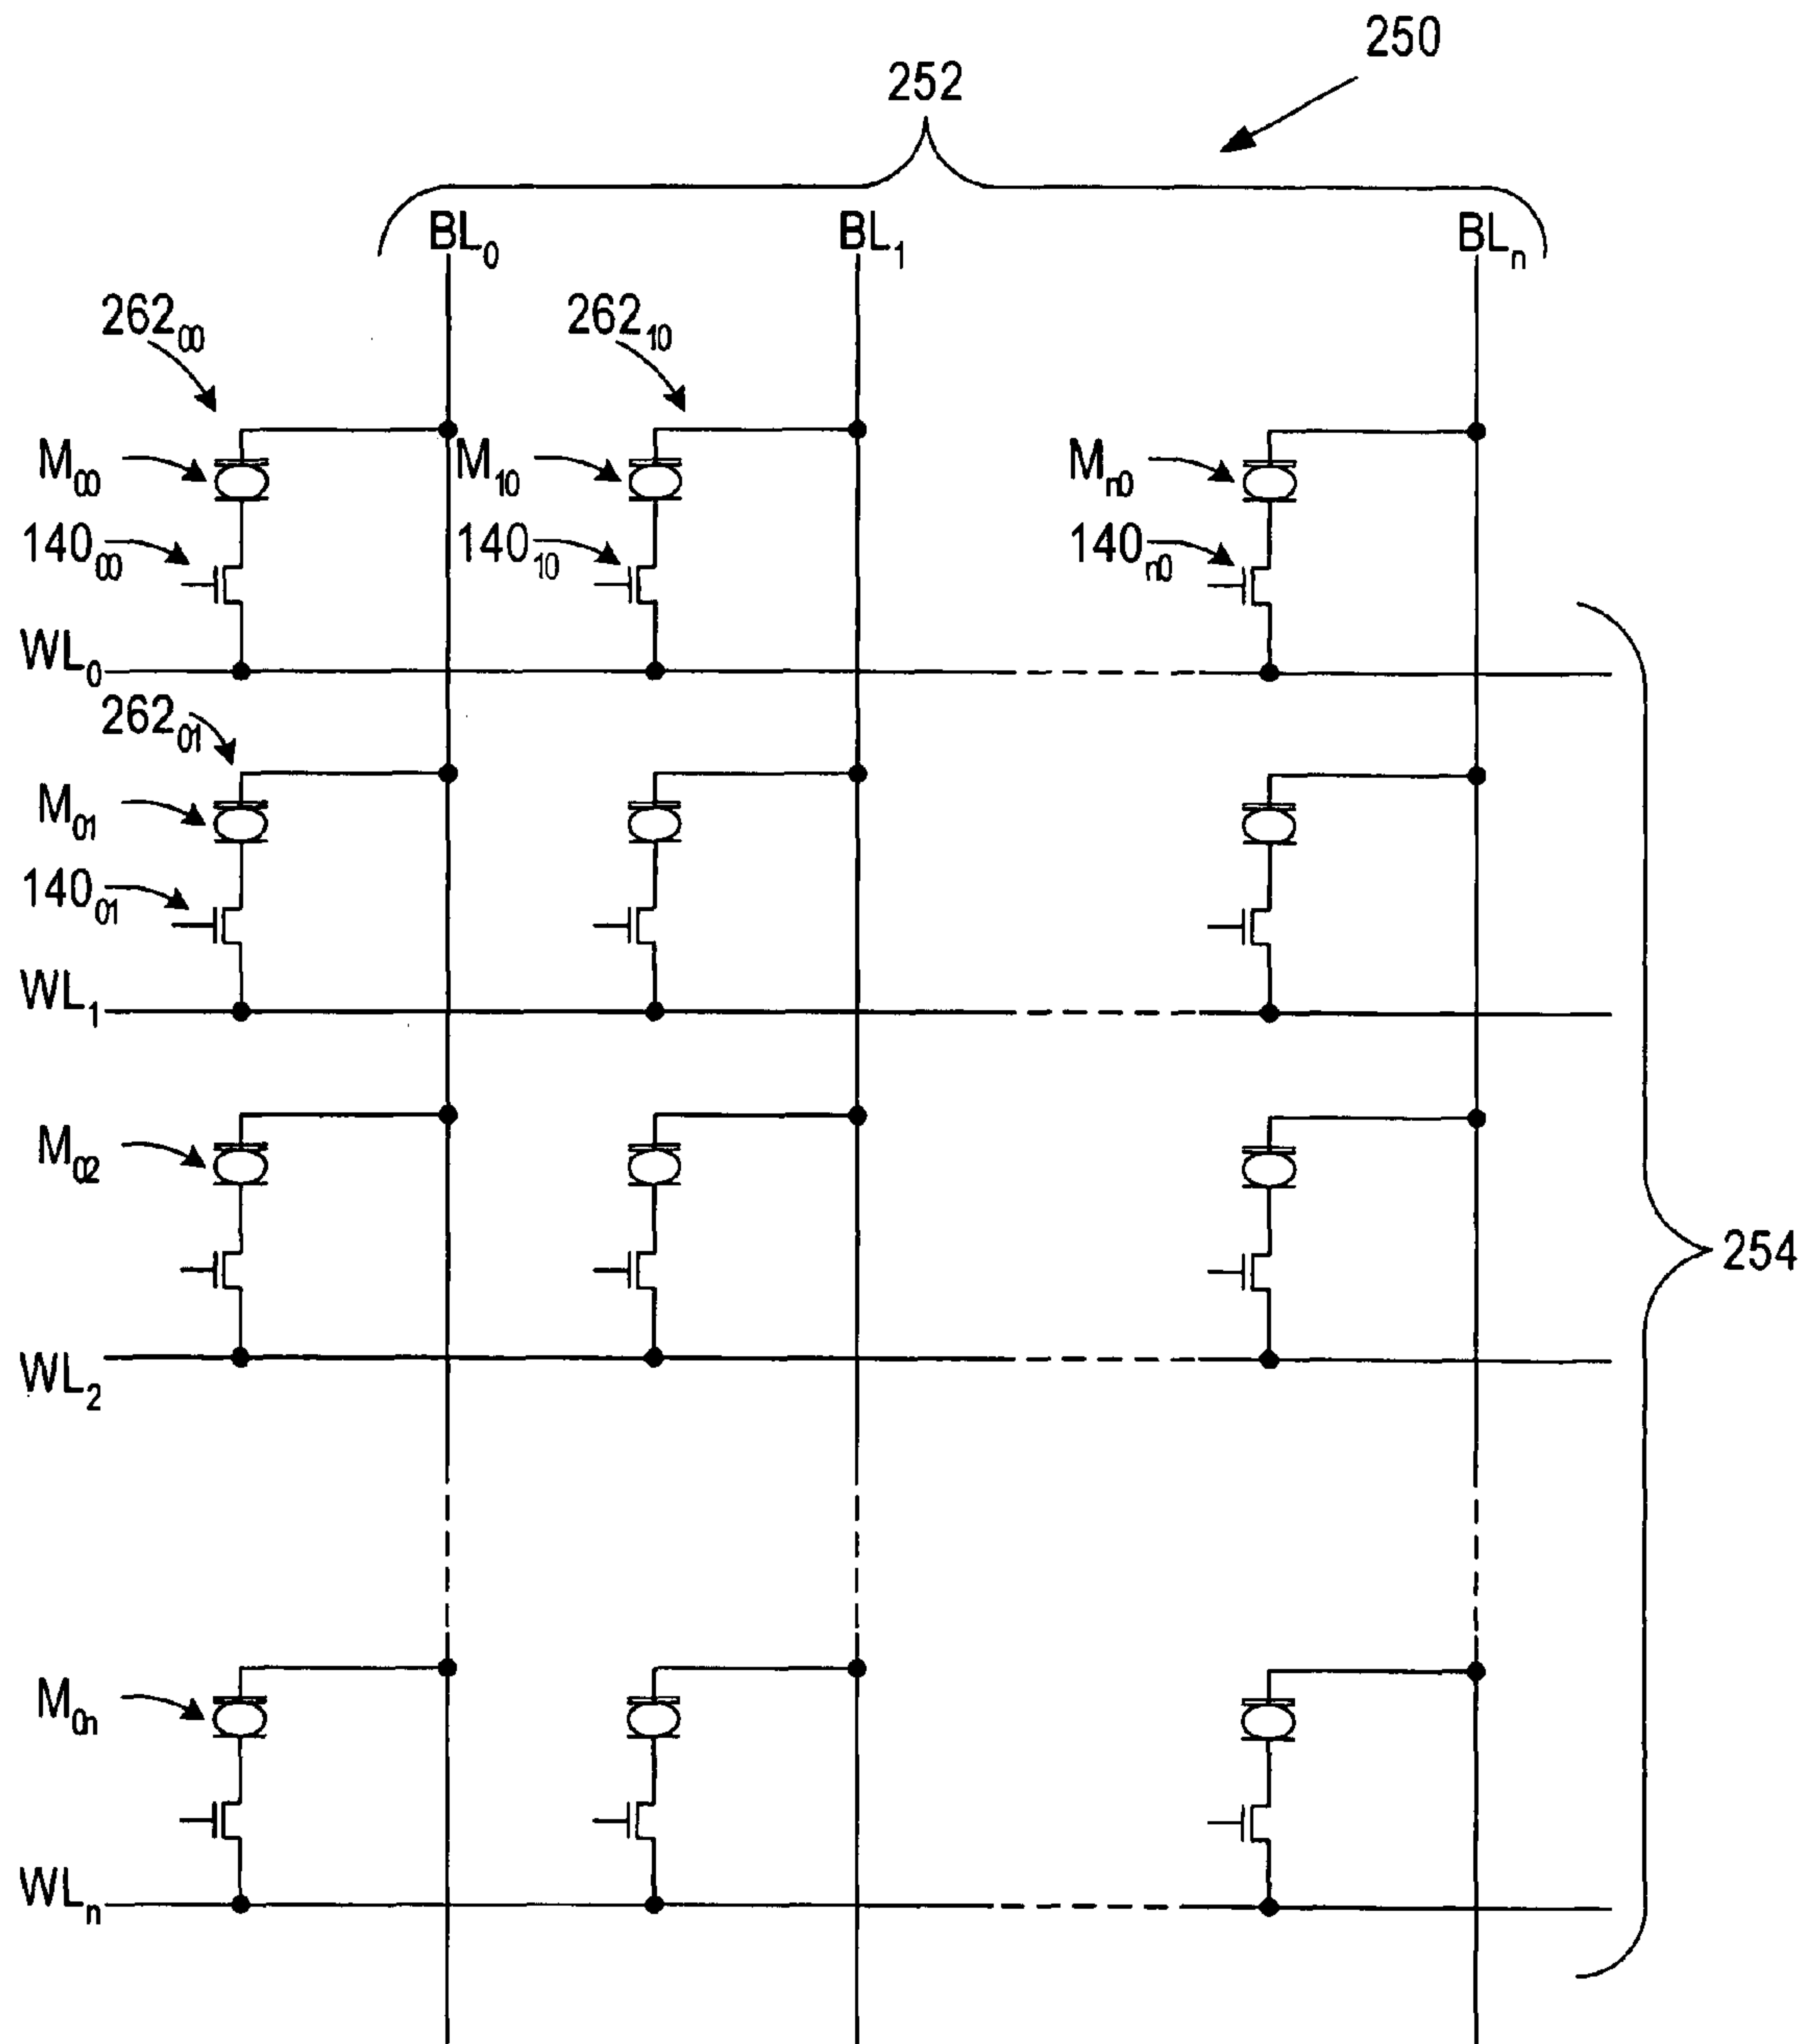 250
252
BL₀ BL₁ BLₙ
262₀₀ 262₁₀
M₀₀ M₁₀ Mₙ₀
140₀₀ 140₁₀ 140ₙ₀
WL₀
262₀₁
M₀₁
140₀₁
WL₁
M₀₂
254
WL₂
M₀ₙ
WLₙ